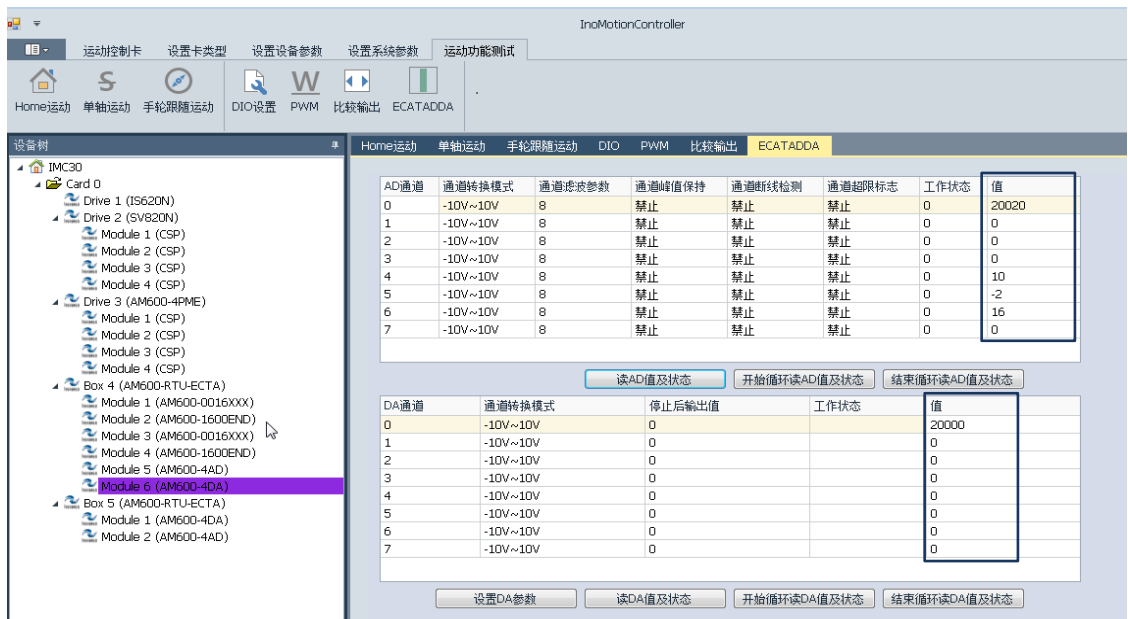 InoMotionController
运动控制卡 设置卡类型 设置设备参数 设置系统参数 运动功能测试
Home运动 单轴运动 手轮跟随运动 DIO设置 PWM 比较输出 ECATADDA
设备树
IMC30
Card 0
Drive 1 (IS620N)
Drive 2 (SV820N)
Module 1 (CSP)
Module 2 (CSP)
Module 3 (CSP)
Module 4 (CSP)
Drive 3 (AM600-4PME)
Module 1 (CSP)
Module 2 (CSP)
Module 3 (CSP)
Module 4 (CSP)
Box 4 (AM600-RTU-ECTA)
Module 1 (AM600-0016XXX)
Module 2 (AM600-1600END)
Module 3 (AM600-0016XXX)
Module 4 (AM600-1600END)
Module 5 (AM600-4AD)
Module 6 (AM600-4DA)
Box 5 (AM600-RTU-ECTA)
Module 1 (AM600-4DA)
Module 2 (AM600-4AD)
Home运动 单轴运动 手轮跟随运动 DIO PWM 比较输出 ECATADDA
AD通道 通道转换模式 通道滤波参数 通道峰值保持 通道断线检测 通道超限标志 工作状态 值
0 -10V~10V 8 禁止 禁止 禁止 0 20020
1 -10V~10V 8 禁止 禁止 禁止 0 0
2 -10V~10V 8 禁止 禁止 禁止 0 0
3 -10V~10V 8 禁止 禁止 禁止 0 0
4 -10V~10V 8 禁止 禁止 禁止 0 10
5 -10V~10V 8 禁止 禁止 禁止 0 -2
6 -10V~10V 8 禁止 禁止 禁止 0 16
7 -10V~10V 8 禁止 禁止 禁止 0 0
读AD值及状态 开始循环读AD值及状态 结束循环读AD值及状态
DA通道 通道转换模式 停止后输出值 工作状态 值
0 -10V~10V 0 20000
1 -10V~10V 0 0
2 -10V~10V 0 0
3 -10V~10V 0 0
4 -10V~10V 0 0
5 -10V~10V 0 0
6 -10V~10V 0 0
7 -10V~10V 0 0
设置DA参数 读DA值及状态 开始循环读DA值及状态 结束循环读DA值及状态